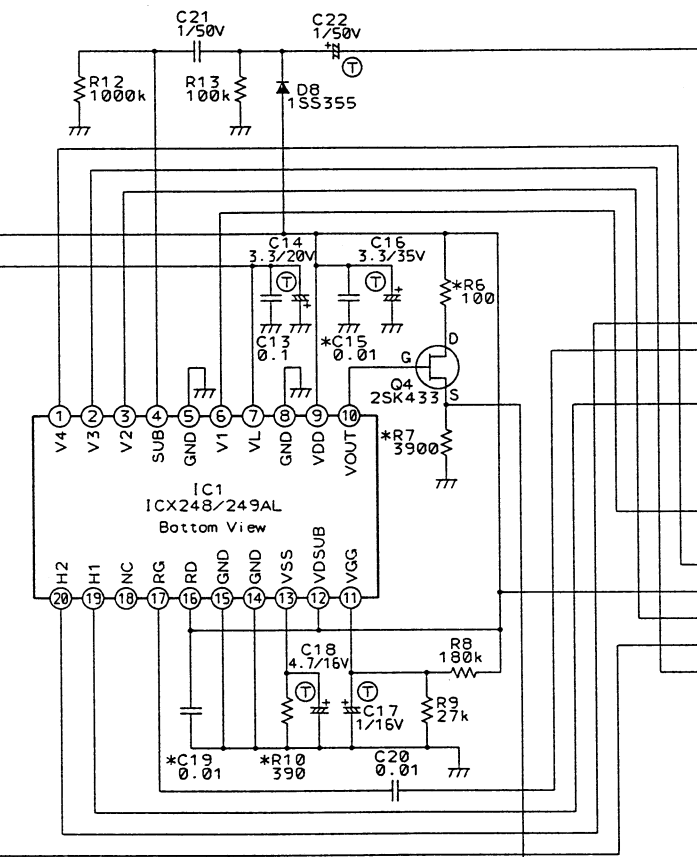 C21
1/50V
C22
1/50V
+
T
R12
1000k
R13
100k
D8
1SS355
C14
3.3/20V
T
+
C16
3.3/35V
T
+
*R6
100
C13
0.1
*C15
0.01
D
G
Q4
2SK433
S
*R7
3900
1 2 3 4 5 6 7 8 9 10
V4 V3 V2 SUB GND V1 VL GND VDD VOUT
IC1
ICX248/249AL
Bottom View
H2 H1 NC RG RD GND GND VSS VDSUB VGG
20 19 18 17 16 15 14 13 12 11
C18
4.7/16V
T
+
T
+
C17
1/16V
R8
180k
R9
27k
*C19
0.01
*R10
390
C20
0.01